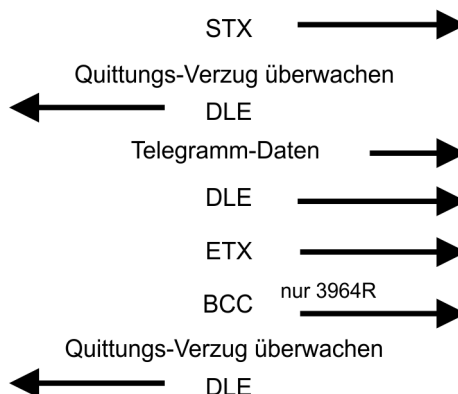 STX
Quittungs-Verzug überwachen
DLE
Telegramm-Daten
DLE
ETX
BCC nur 3964R
Quittungs-Verzug überwachen
DLE